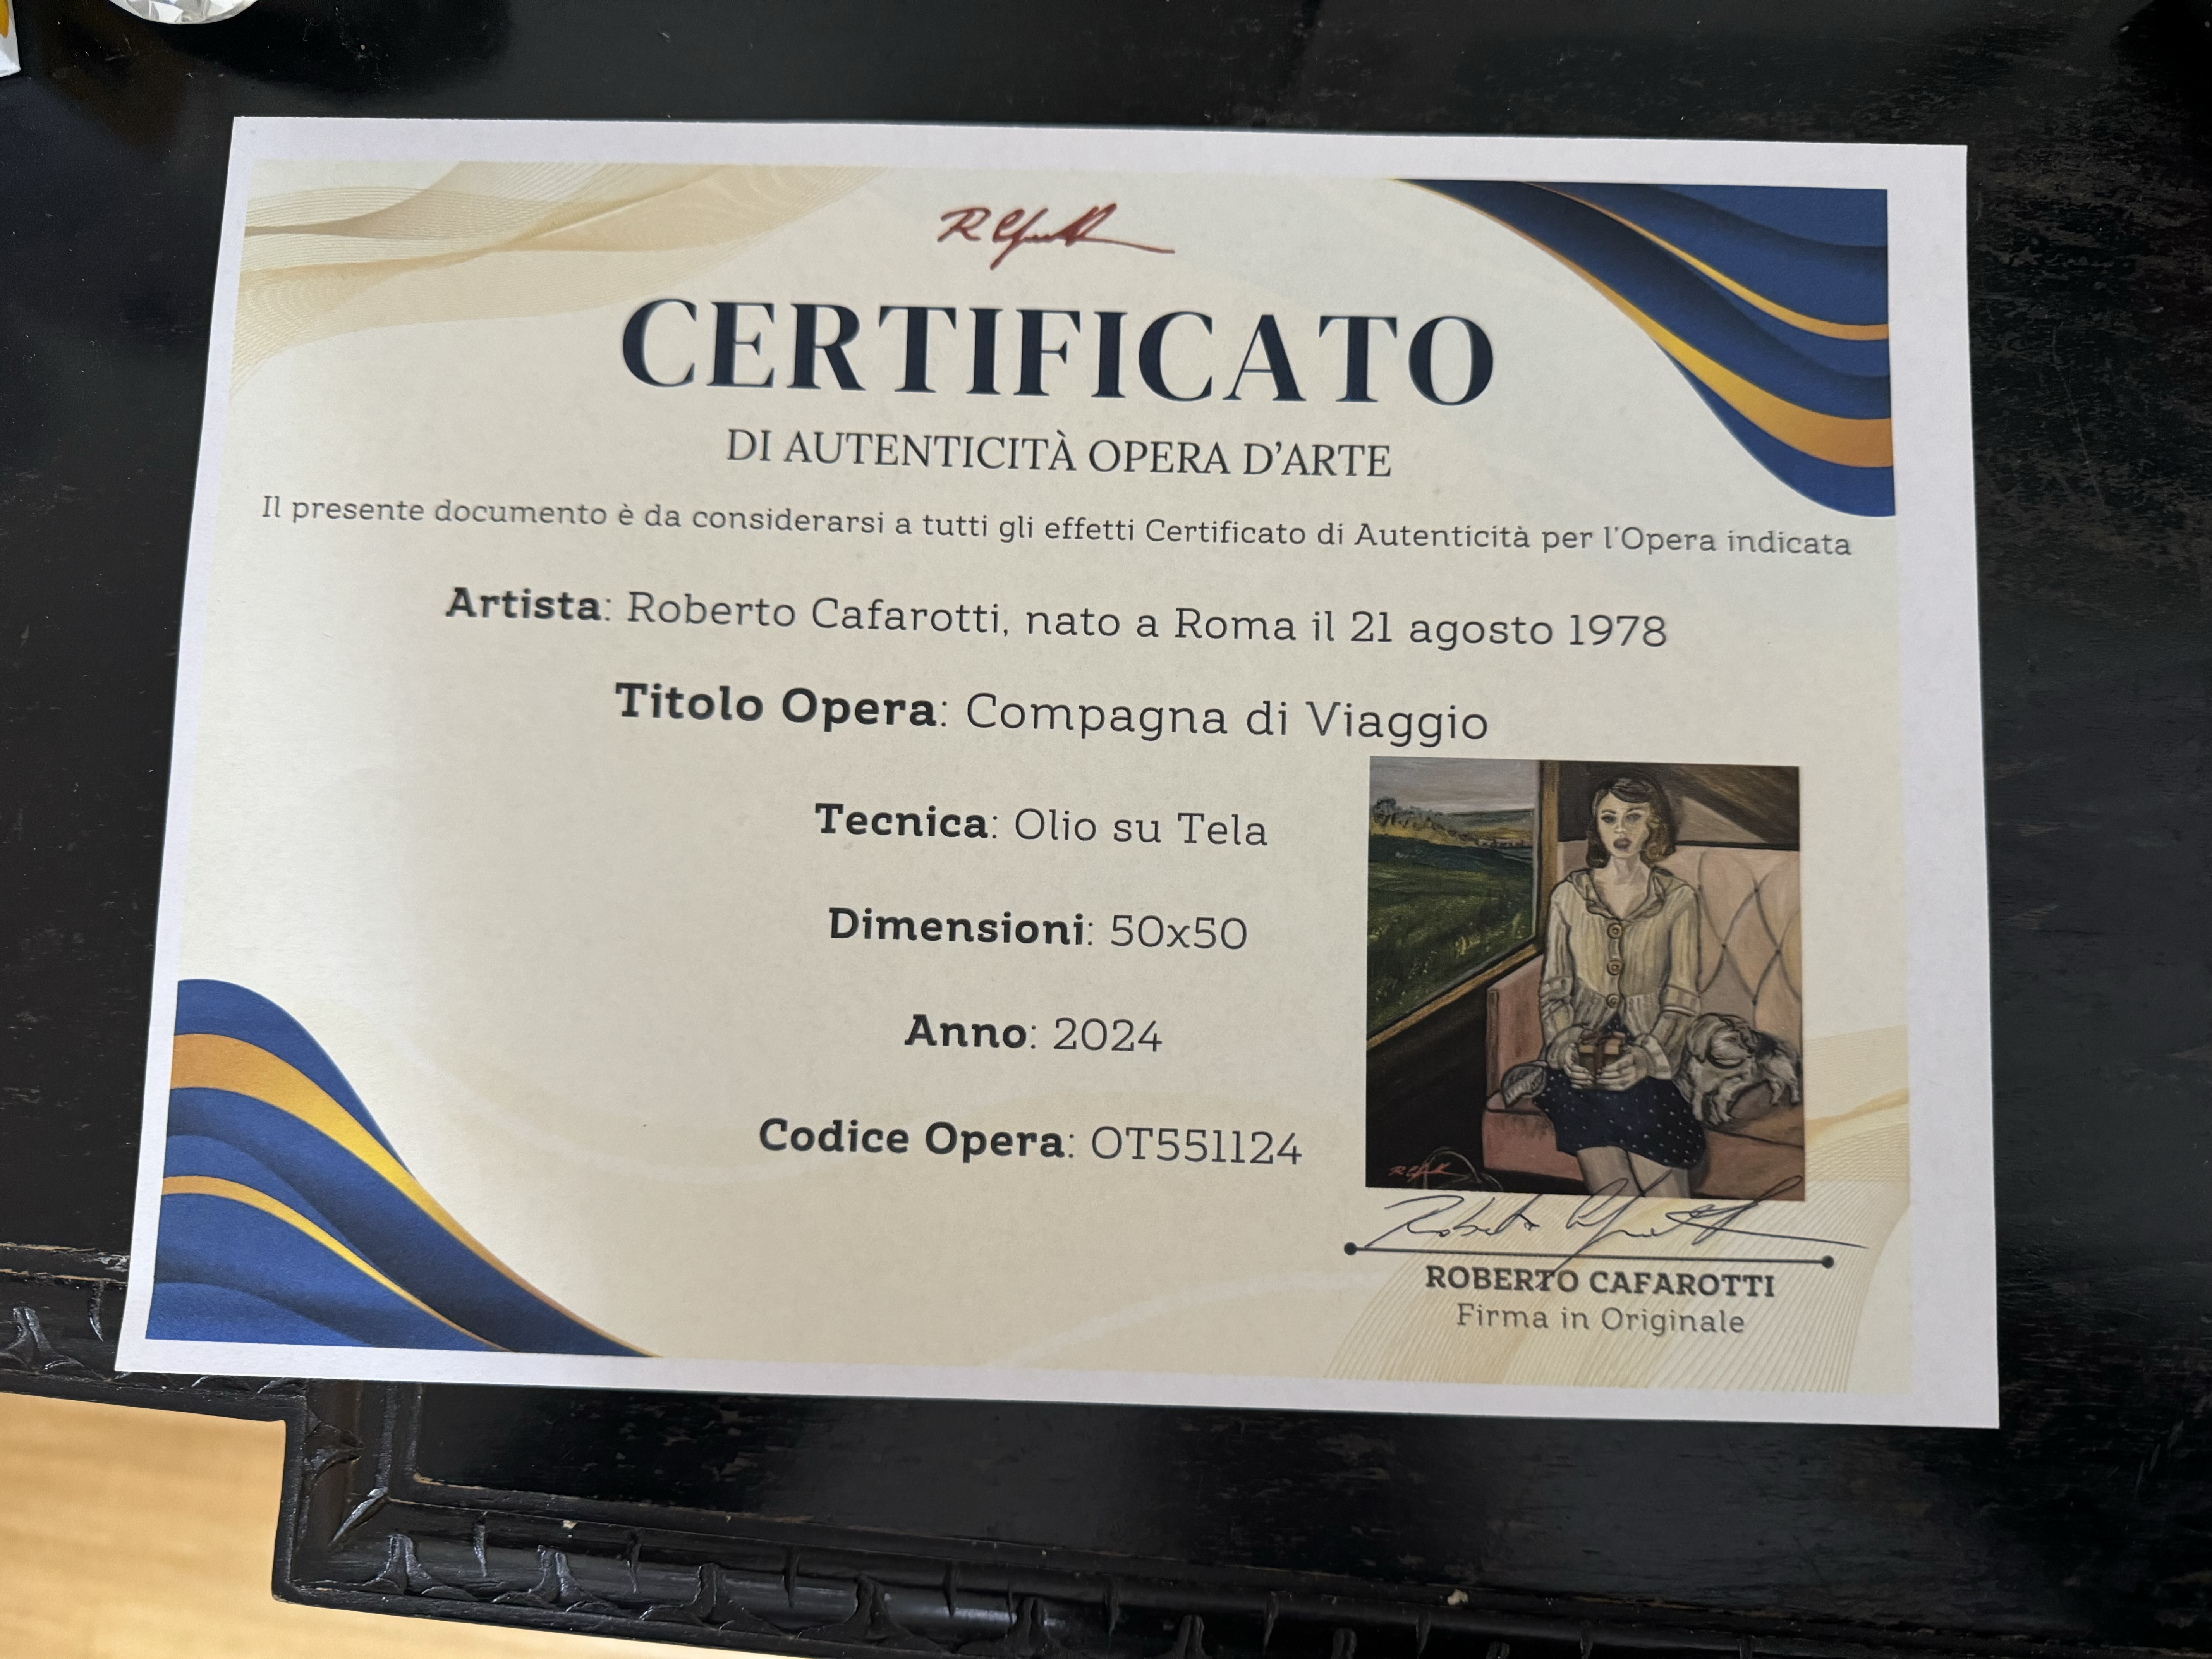 CERTIFICATO
DI AUTENTICITÀ OPERA D'ARTE
Il presente documento è da considerarsi a tutti gli effetti Certificato di Autenticità per l'Opera indicata
Artista: Roberto Cafarotti, nato a Roma il 21 agosto 1978
Titolo Opera: Compagna di Viaggio
Tecnica: Olio su Tela
Dimensioni: 50x50
Anno: 2024
Codice Opera: OT551124
ROBERTO CAFAROTTI
Firma in Originale